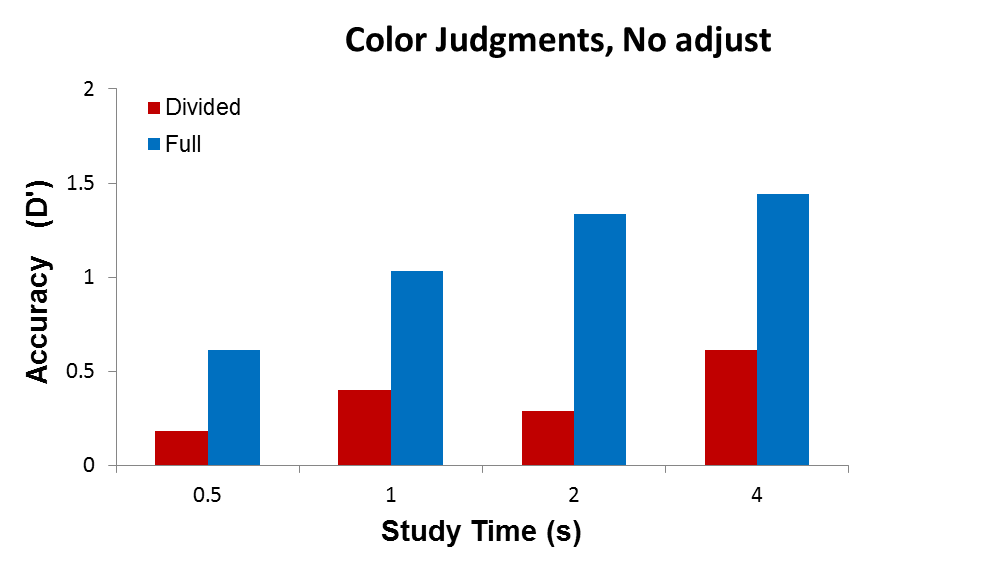 Color Judgments, No adjust
2
1.5
1
0.5
0
Accuracy (D')
Divided
Full
0.5 1 2 4
Study Time (s)